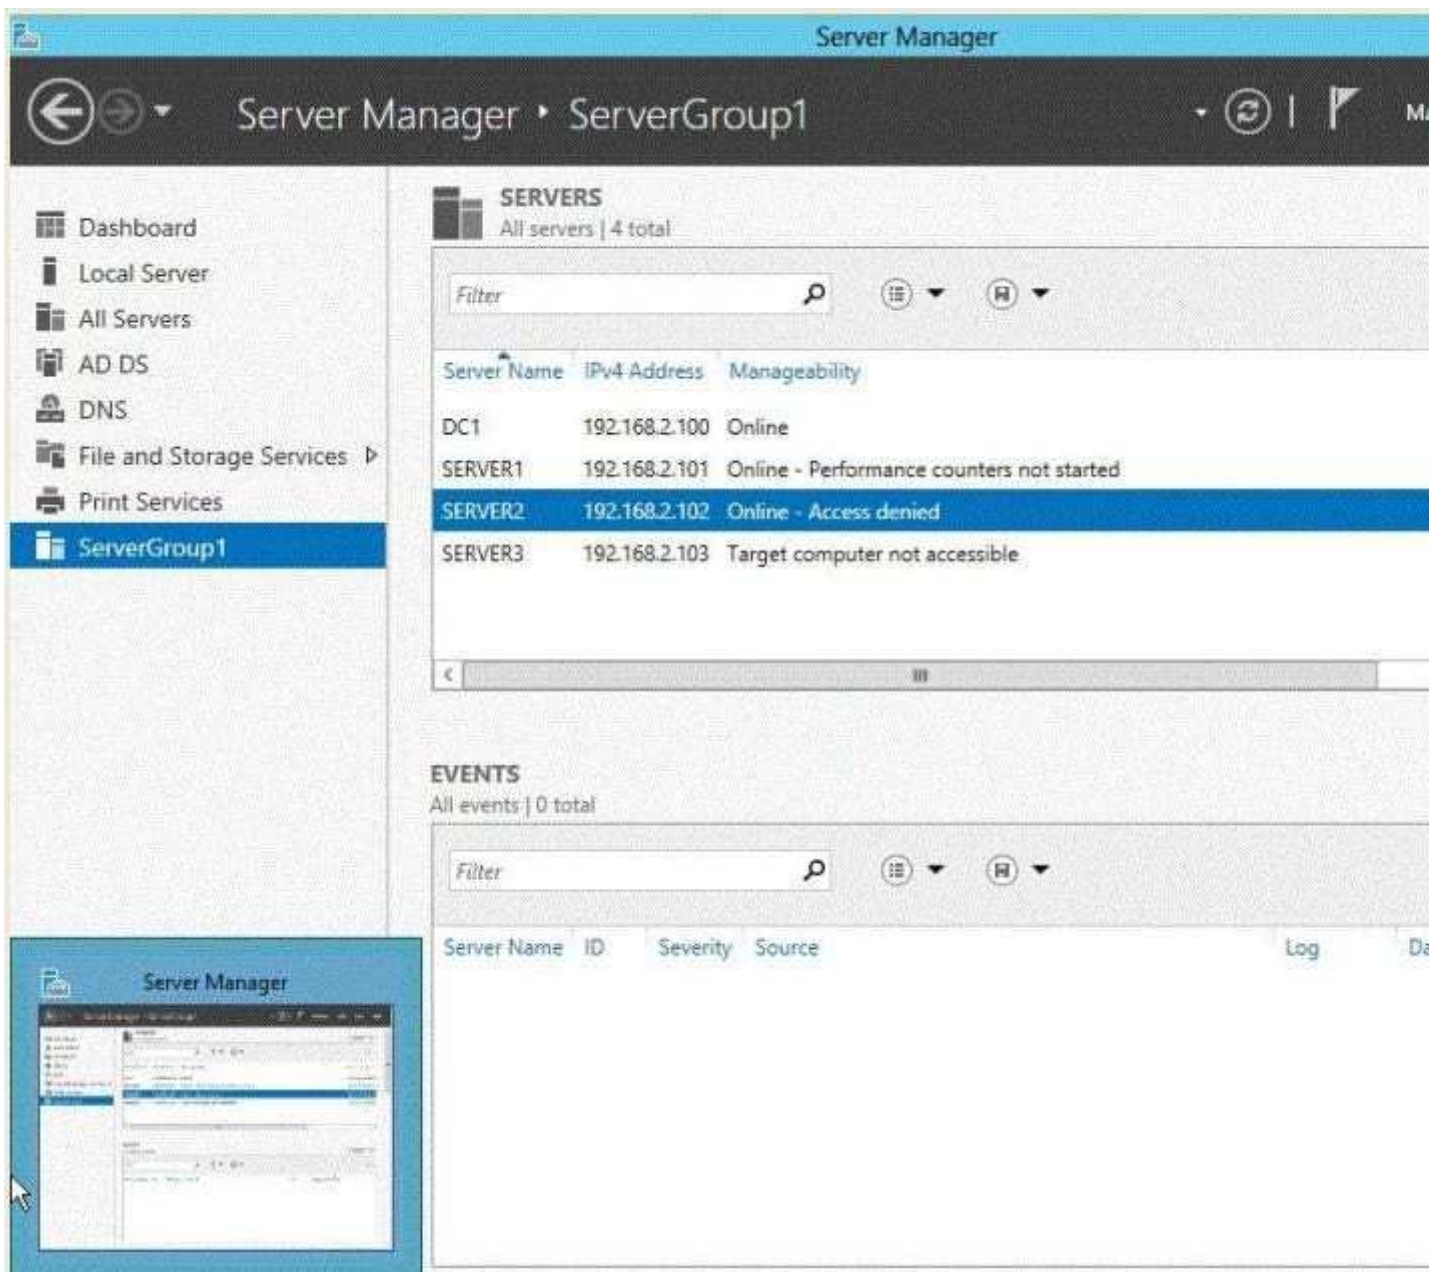 Server Manager
Server Manager ‣ ServerGroup1
Ma
Dashboard
Local Server
All Servers
AD DS
DNS
File and Storage Services
Print Services
ServerGroup1
SERVERS
All servers | 4 total
Filter
Server Name IPv4 Address Manageability
DC1 192.168.2.100 Online
SERVER1 192.168.2.101 Online - Performance counters not started
SERVER2 192.168.2.102 Online - Access denied
SERVER3 192.168.2.103 Target computer not accessible
EVENTS
All events | 0 total
Filter
Server Name ID Severity Source Log Da
Server Manager